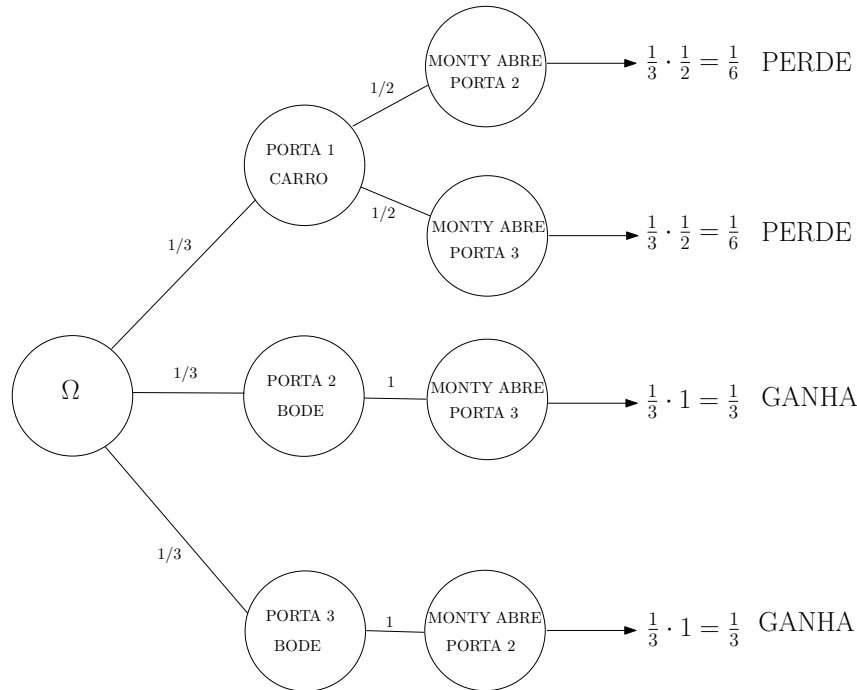 MONTY ABRE
PORTA 2
1/3 · 1/2 = 1/6 PERDE
1/2
PORTA 1
CARRO
1/2
MONTY ABRE
PORTA 3
1/3 · 1/2 = 1/6 PERDE
1/3
Ω
1/3
PORTA 2
BODE
1
MONTY ABRE
PORTA 3
1/3 · 1 = 1/3 GANHA
1/3
PORTA 3
BODE
1
MONTY ABRE
PORTA 2
1/3 · 1 = 1/3 GANHA